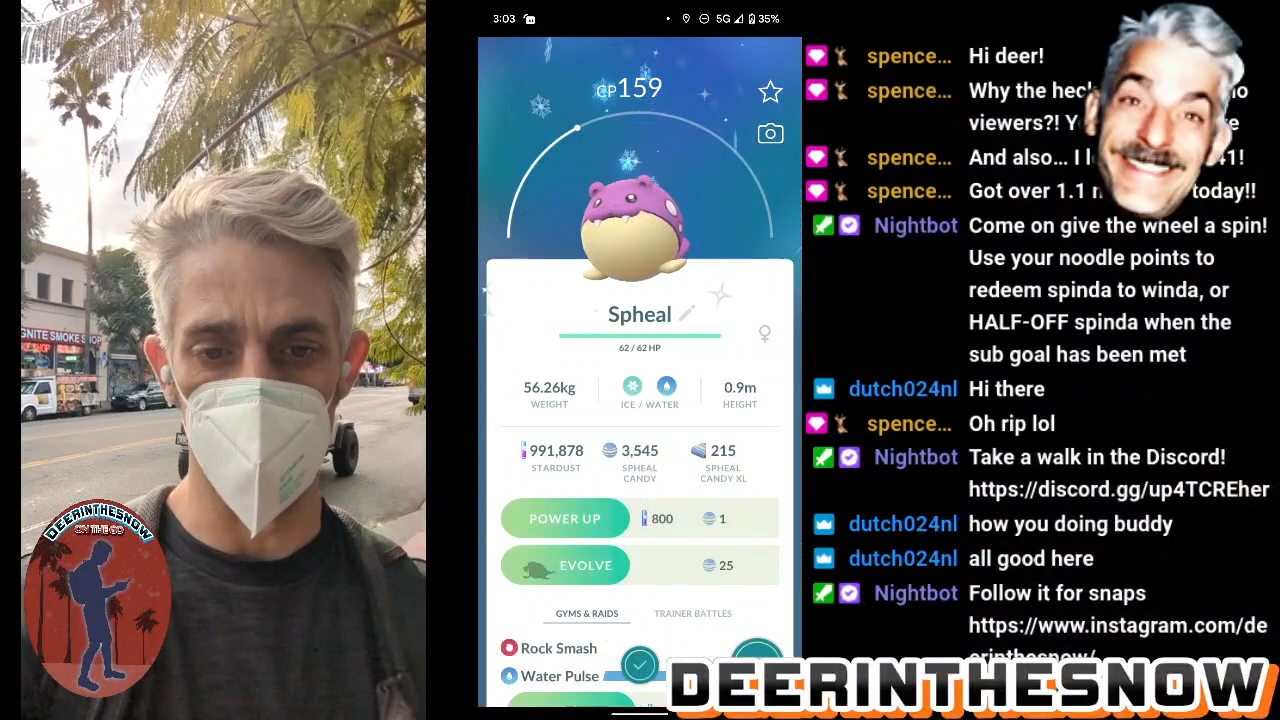 3:03
5G
35%
CP159
Spheal
62 / 62 HP
56.26kg
WEIGHT
ICE / WATER
0.9m
HEIGHT
991,878
STARDUST
3,545
SPHEAL
CANDY
215
SPHEAL
CANDY XL
POWER UP
800
1
EVOLVE
25
GYMS & RAIDS
TRAINER BATTLES
Rock Smash
Water Pulse
SMOKE SHOP
DEERINTHESNOW
ON THE GO
spence... Hi deer!
spence... Why the
viewers?!
spence... And also... I
spence... Got over 1.1 today!!
Nightbot Come on give the wheel a spin!
Use your noodle points to
redeem spinda to winda, or
HALF-OFF spinda when the
sub goal has been met
dutch024nl Hi there
spence... Oh rip lol
Nightbot Take a walk in the Discord!
https://discord.gg/up4TCREher
dutch024nl how you doing buddy
dutch024nl all good here
Nightbot Follow it for snaps
https://www.instagram.com/de
erinthesnow/
DEERINTHESNOW